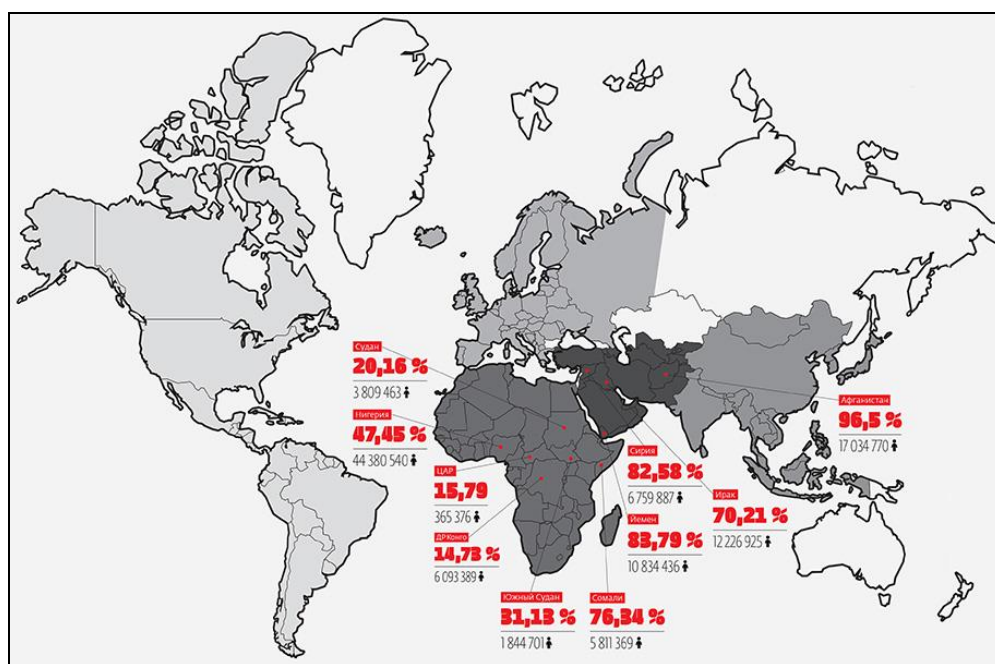 Судан
20,16 %
3 809 463
Нигерия
47,45 %
44 380 540
ЦАР
15,79
365 376
ДРКонго
14,73 %
6 093 389
Южный Судан
31,13 %
1 844 701
Сомали
76,34 %
5 811 369
Сирия
82,58 %
6 759 887
Йемен
83,79 %
10 834 436
Ирак
70,21 %
12 226 925
Афганистан
96,5 %
17 034 770